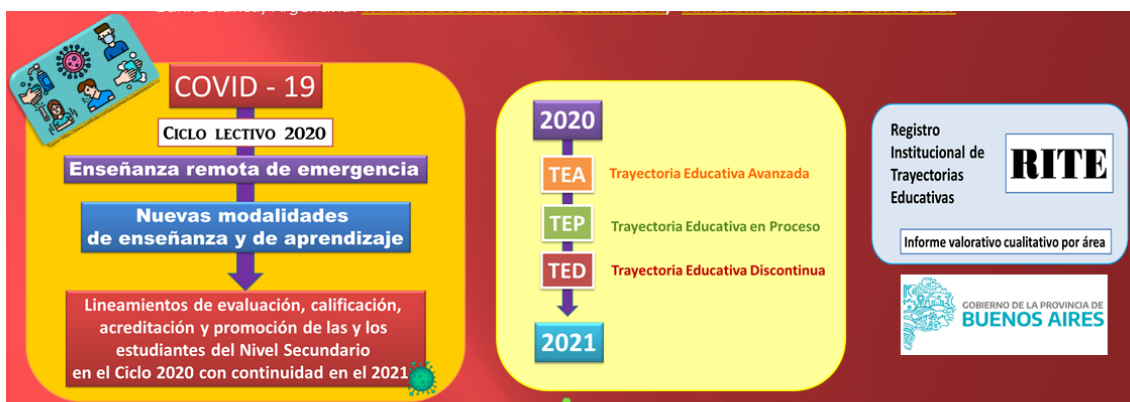 COVID - 19
CICLO LECTIVO 2020
Enseñanza remota de emergencia
Nuevas modalidades
de enseñanza y de aprendizaje
Lineamientos de evaluación, calificación,
acreditación y promoción de las y los
estudiantes del Nivel Secundario
en el Ciclo 2020 con continuidad en el 2021
2020
TEA Trayectoria Educativa Avanzada
TEP Trayectoria Educativa en Proceso
TED Trayectoria Educativa Discontinua
2021
Registro
Institucional de
Trayectorias
Educativas
RITE
Informe valorativo cualitativo por área
GOBIERNO DE LA PROVINCIA DE
BUENOS AIRES